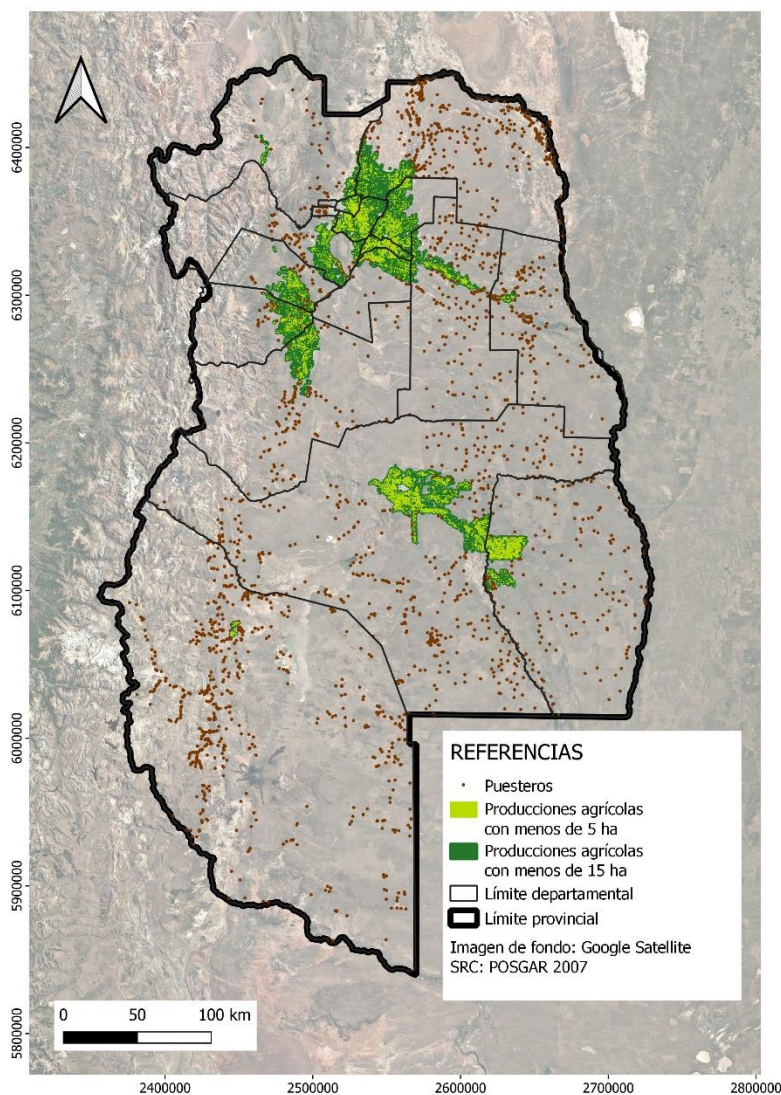 6400000
6300000
6200000
6100000
6000000
5900000
5800000
REFERENCIAS
Puesteros
Producciones agrícolas
con menos de 5 ha
Producciones agrícolas
con menos de 15 ha
Límite departamental
Límite provincial
Imagen de fondo: Google Satellite
SRC: POSGAR 2007
0 50 100 km
2400000 2500000 2600000 2700000 2800000